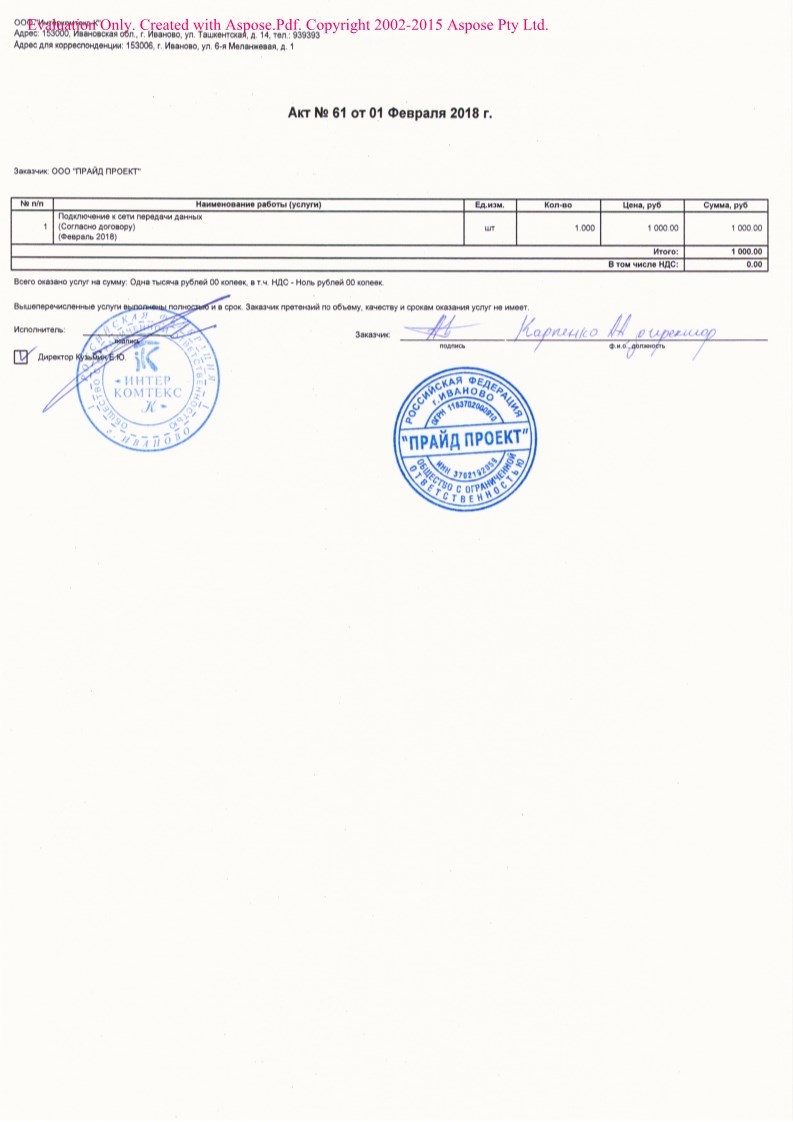 Evaluation Only. Created with Aspose.Pdf. Copyright 2002-2015 Aspose Pty Ltd.
ООО "Интеркомтекс-К"
Адрес: 153000, Ивановская обл., г. Иваново, ул. Ташкентская, д. 14, тел.: 939393
Адрес для корреспонденции: 153006, г. Иваново, ул. 6-я Меланжевая, д. 1
Акт № 61 от 01 Февраля 2018 г.
Заказчик: ООО "ПРАЙД ПРОЕКТ"
№ п/п Наименование работы (услуги) Ед.изм. Кол-во Цена, руб Сумма, руб
1 Подключение к сети передачи данных
(Согласно договору)
(Февраль 2018) шт 1.000 1 000.00 1 000.00
Итого: 1 000.00
В том числе НДС: 0.00
Всего оказано услуг на сумму: Одна тысяча рублей 00 копеек, в т.ч. НДС - Ноль рублей 00 копеек.
Вышеперечисленные услуги выполнены полностью и в срок. Заказчик претензий по объему, качеству и срокам оказания услуг не имеет.
Исполнитель:
подпись
Заказчик: Карпенко АА директор
подпись ф.и.о., должность
Директор
РОССИЙСКАЯ ФЕДЕРАЦИЯ
ОБЩЕСТВО С ОГРАНИЧЕННОЙ ОТВЕТСТВЕННОСТЬЮ
ИНТЕР
КОМТЕКС
К
г. ИВАНОВО
РОССИЙСКАЯ ФЕДЕРАЦИЯ
г.ИВАНОВО
ОГРН
"ПРАЙД ПРОЕКТ"
ИНН
ОБЩЕСТВО С ОГРАНИЧЕННОЙ
ОТВЕТСТВЕННОСТЬЮ